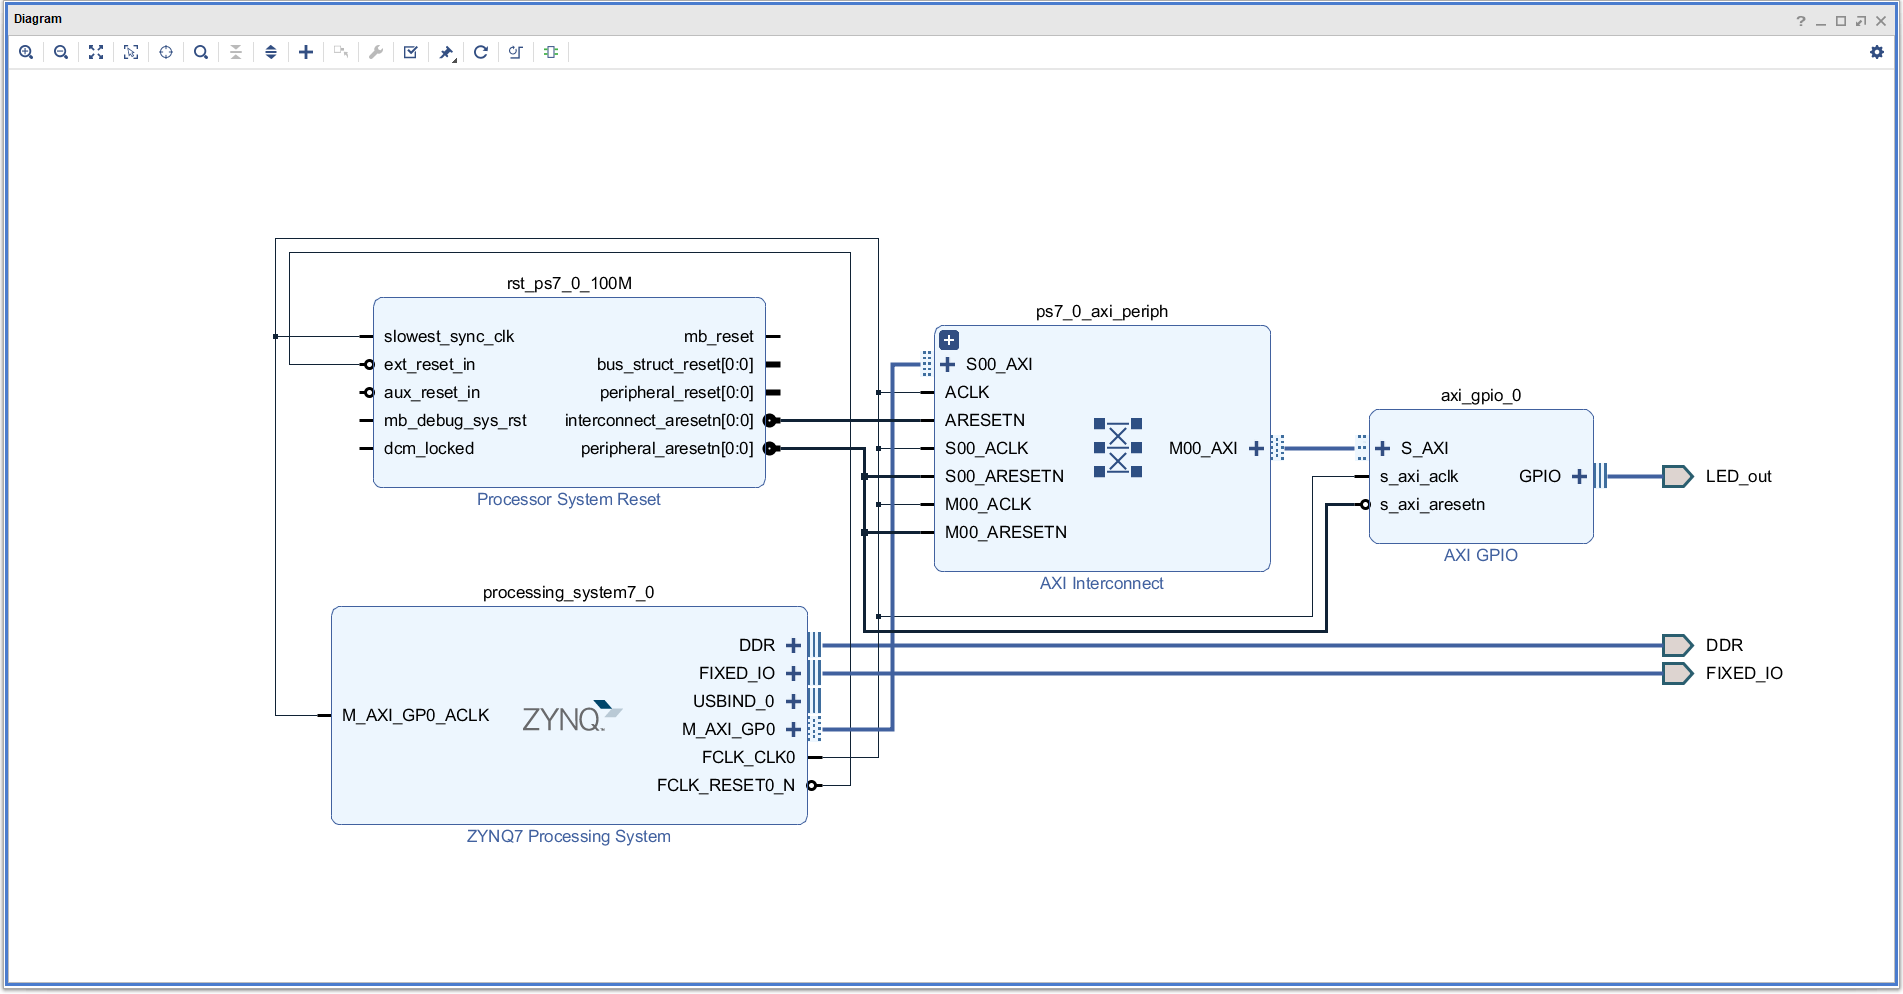 Diagram
rst_ps7_0_100M
slowest_sync_clk
ext_reset_in
aux_reset_in
mb_debug_sys_rst
dcm_locked
mb_reset
bus_struct_reset[0:0]
peripheral_reset[0:0]
interconnect_aresetn[0:0]
peripheral_aresetn[0:0]
Processor System Reset
ps7_0_axi_periph
S00_AXI
ACLK
ARESETN
S00_ACLK
S00_ARESETN
M00_ACLK
M00_ARESETN
M00_AXI
AXI Interconnect
axi_gpio_0
S_AXI
s_axi_aclk
s_axi_aresetn
GPIO
AXI GPIO
LED_out
processing_system7_0
M_AXI_GP0_ACLK
ZYNQ
DDR
FIXED_IO
USBIND_0
M_AXI_GP0
FCLK_CLK0
FCLK_RESET0_N
ZYNQ7 Processing System
DDR
FIXED_IO